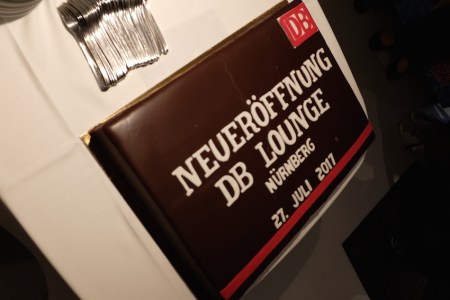 DB
NEUERÖFFNUNG
DB LOUNGE
NÜRNBERG
27. JULI 2017